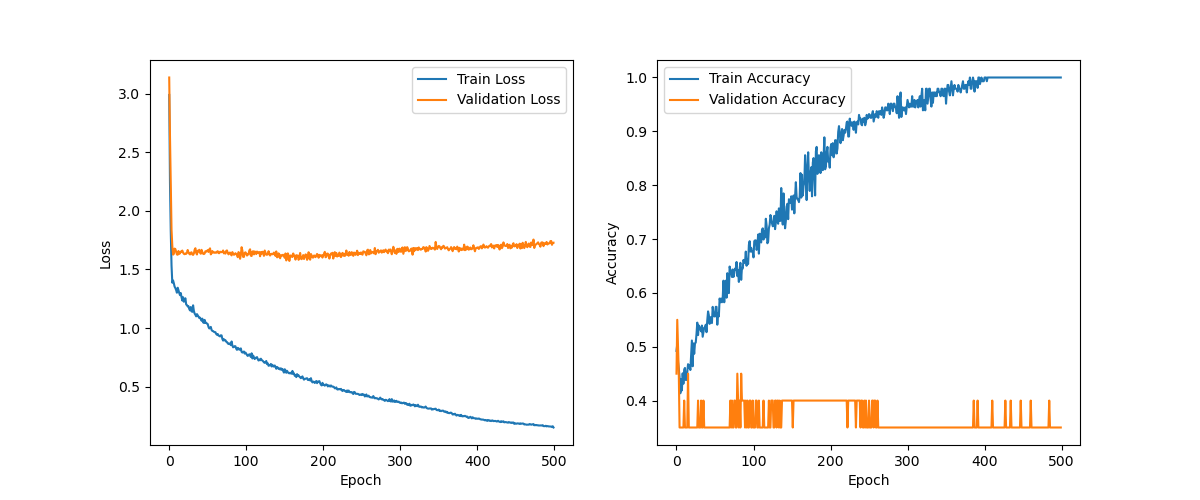 Train Loss
Validation Loss
3.0
2.5
2.0
1.5
1.0
0.5
Loss
0 100 200 300 400 500
Epoch
Train Accuracy
Validation Accuracy
1.0
0.9
0.8
0.7
0.6
0.5
0.4
Accuracy
0 100 200 300 400 500
Epoch